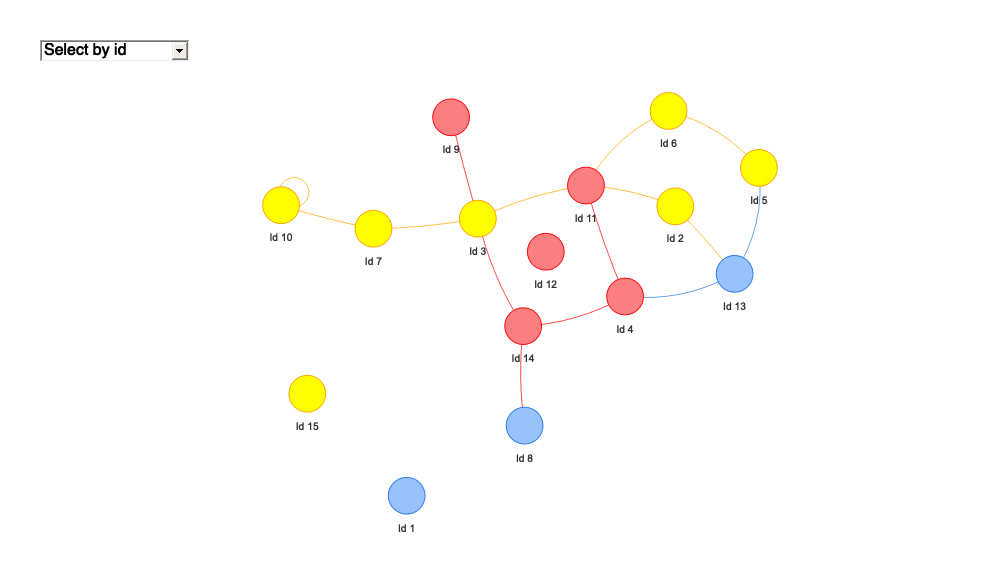 Select by id
Id 9
Id 6
Id 5
Id 11
Id 10
Id 2
Id 3
Id 7
Id 12
Id 13
Id 4
Id 14
Id 15
Id 8
Id 1